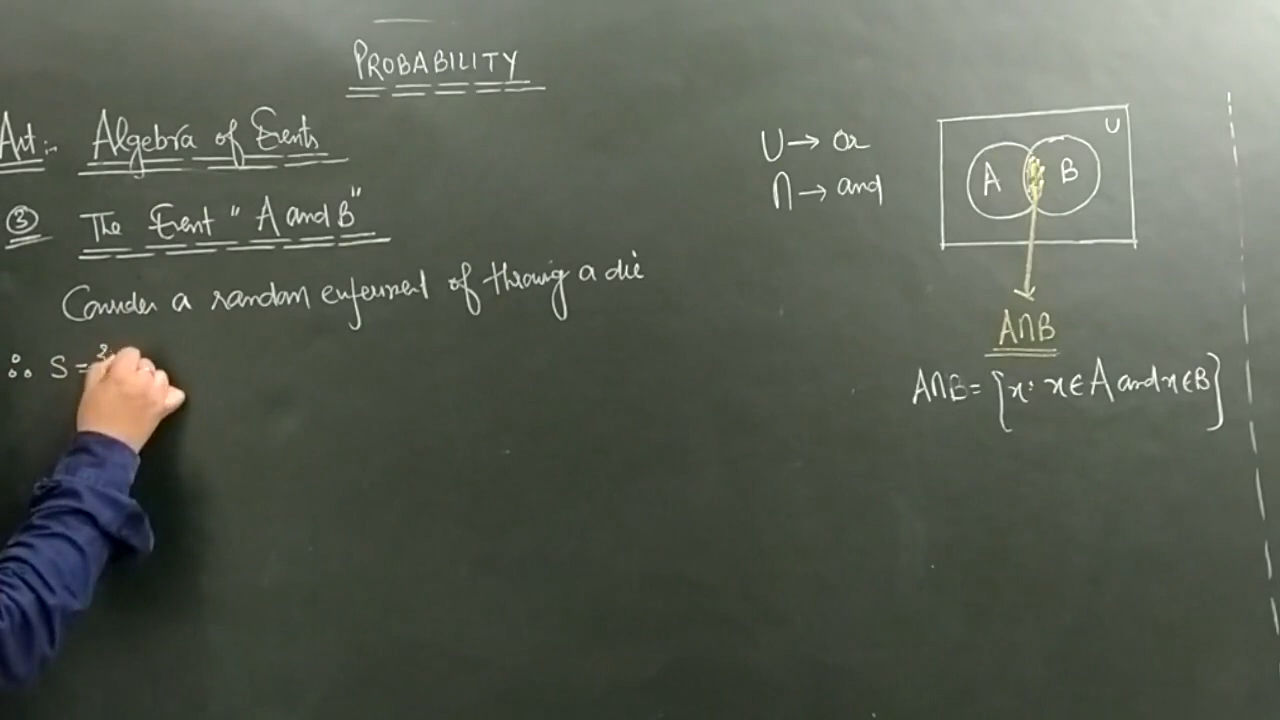 PROBABILITY
Art:- Algebra of Events
③ The Event "A and B"
Consider a random experiment of throwing a die
∴ S =
∪ → or
∩ → and
U
A B
A∩B
A∩B = {x : x ∈ A and x ∈ B}